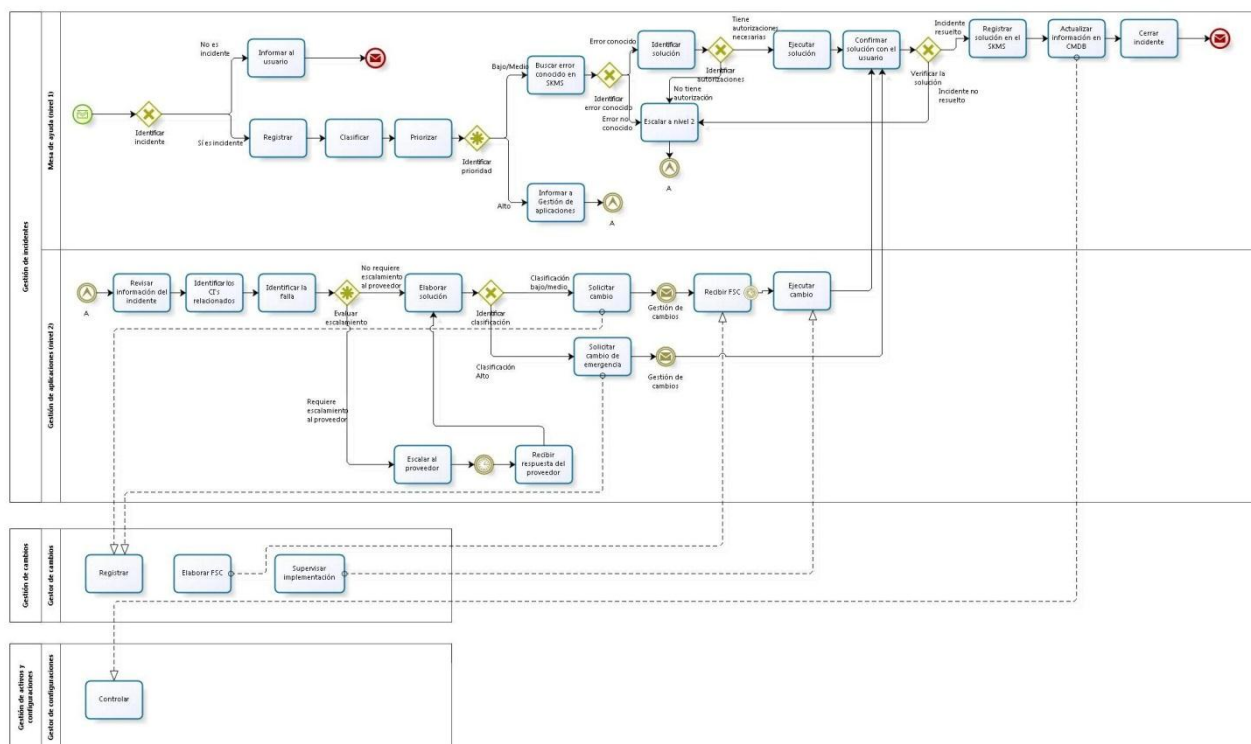 Gestión de incidentes
Mesa de ayuda (nivel 1)
Identificar
incidente
No es
incidente
Informar al
usuario
Sí es incidente
Registrar
Clasificar
Priorizar
Identificar
prioridad
Bajo/Medio
Buscar error
conocido en
SKMS
Identificar
error conocido
Error conocido
Identificar
solución
Identificar
autorizaciones
Tiene
autorizaciones
necesarias
Ejecutar
solución
Confirmar
solución con el
usuario
Incidente
resuelto
Verificar la
solución
Incidente no
resuelto
Registrar
solución en el
SKMS
Actualizar
información en
CMDB
Cerrar
incidente
No tiene
autorización
Error no
conocido
Escalar a nivel 2
A
Alto
Informar a
Gestión de
aplicaciones
A
Gestión de aplicaciones (nivel 2)
A
Revisar
información del
incidente
Identificar los
CI's
relacionados
Identificar la
falla
Evaluar
escalamiento
No requiere
escalamiento
al proveedor
Elaborar
solución
Identificar
clasificación
Clasificación
bajo/medio
Solicitar
cambio
Gestión de
cambios
Recibir FSC
Ejecutar
cambio
Clasificación
Alto
Solicitar
cambio de
emergencia
Gestión de
cambios
Requiere
escalamiento
al proveedor
Escalar al
proveedor
Recibir
respuesta del
proveedor
Gestión de cambios
Gestor de cambios
Registrar
Elaborar FSC
Supervisar
implementación
Gestión de activos y
configuraciones
Gestor de configuraciones
Controlar